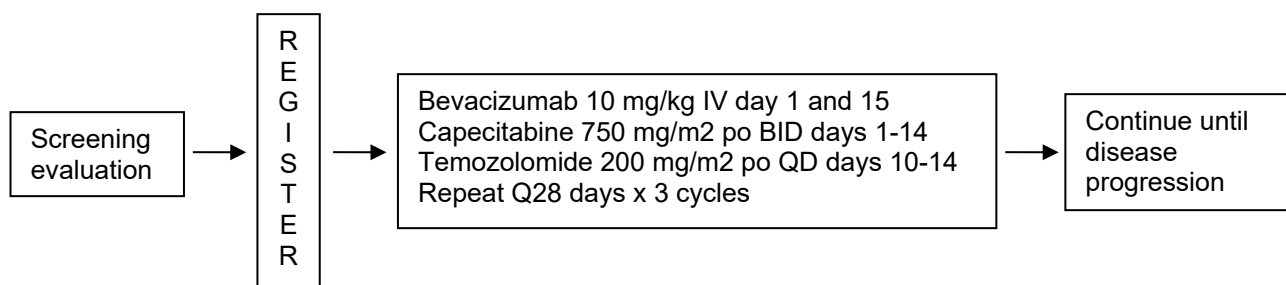 Screening
evaluation
R
E
G
I
S
T
E
R
Bevacizumab 10 mg/kg IV day 1 and 15
Capecitabine 750 mg/m2 po BID days 1-14
Temozolomide 200 mg/m2 po QD days 10-14
Repeat Q28 days x 3 cycles
Continue until
disease
progression